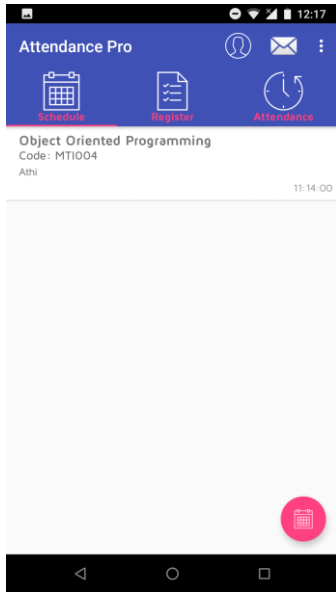 12:17
Attendance Pro
Schedule Register Attendance
Object Oriented Programming
Code: MTI004
Athi
11:14:00